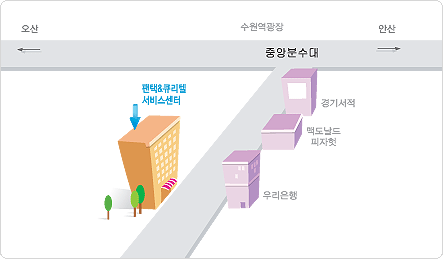 오산
수원역광장
안산
중앙분수대
팬택&큐리텔
서비스센터
경기서적
맥도날드
피자헛
우리은행